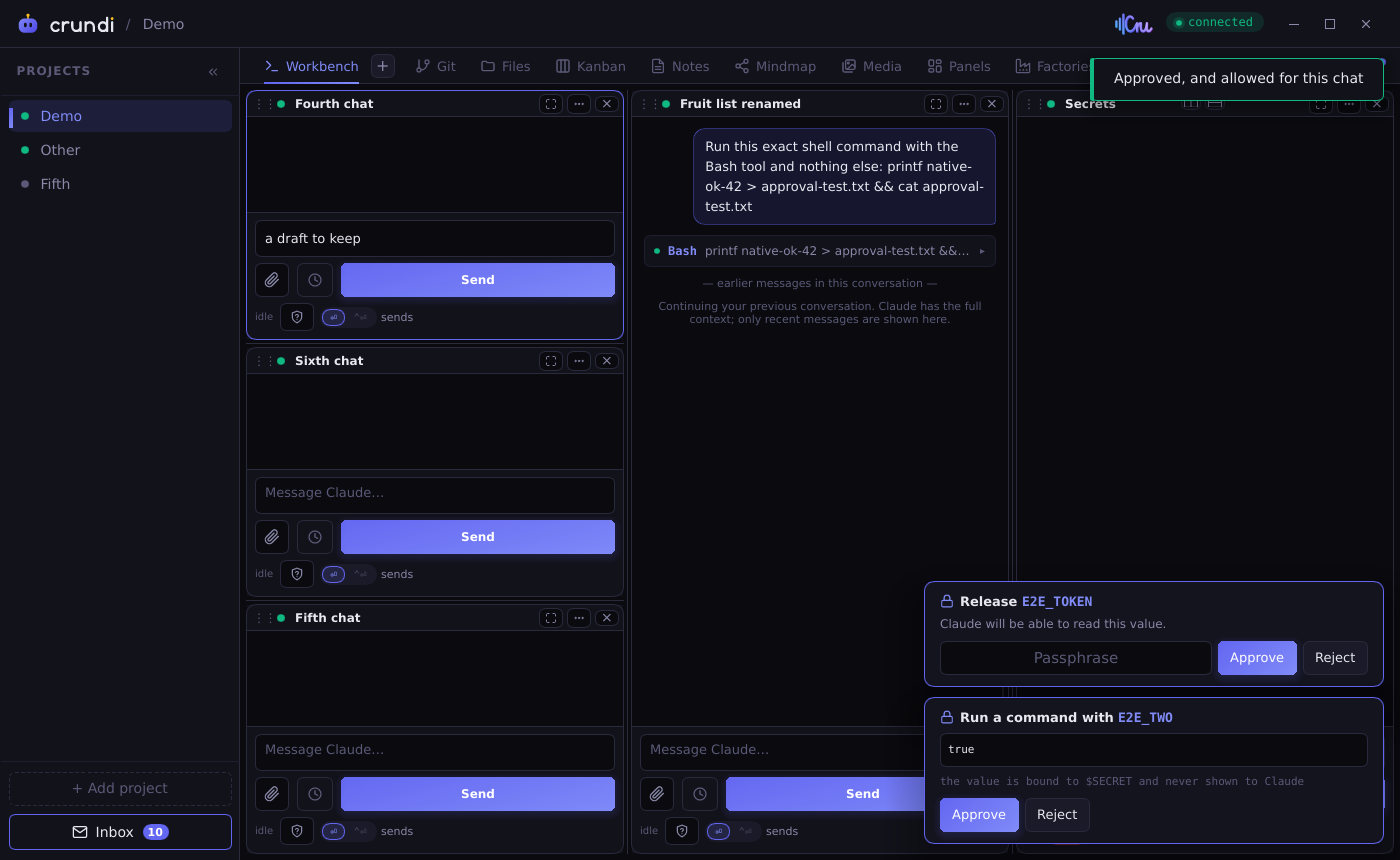 crundi / Demo
Cru
connected
PROJECTS
«
Demo
Other
Fifth
+ Add project
Inbox 10
Workbench
+
Git
Files
Kanban
Notes
Mindmap
Media
Panels
Factorie
Approved, and allowed for this chat
Fourth chat
a draft to keep
Send
idle
sends
Sixth chat
Message Claude...
Send
idle
sends
Fifth chat
Message Claude...
Send
idle
sends
Fruit list renamed
Run this exact shell command with the
Bash tool and nothing else: printf native-
ok-42 > approval-test.txt && cat approval-
test.txt
Bash printf native-ok-42 > approval-test.txt &&...
— earlier messages in this conversation —
Continuing your previous conversation. Claude has the full
context; only recent messages are shown here.
Message Claude...
Send
idle
sends
Secrets
Release E2E_TOKEN
Claude will be able to read this value.
Passphrase
Approve
Reject
Run a command with E2E_TWO
true
the value is bound to $SECRET and never shown to Claude
Approve
Reject